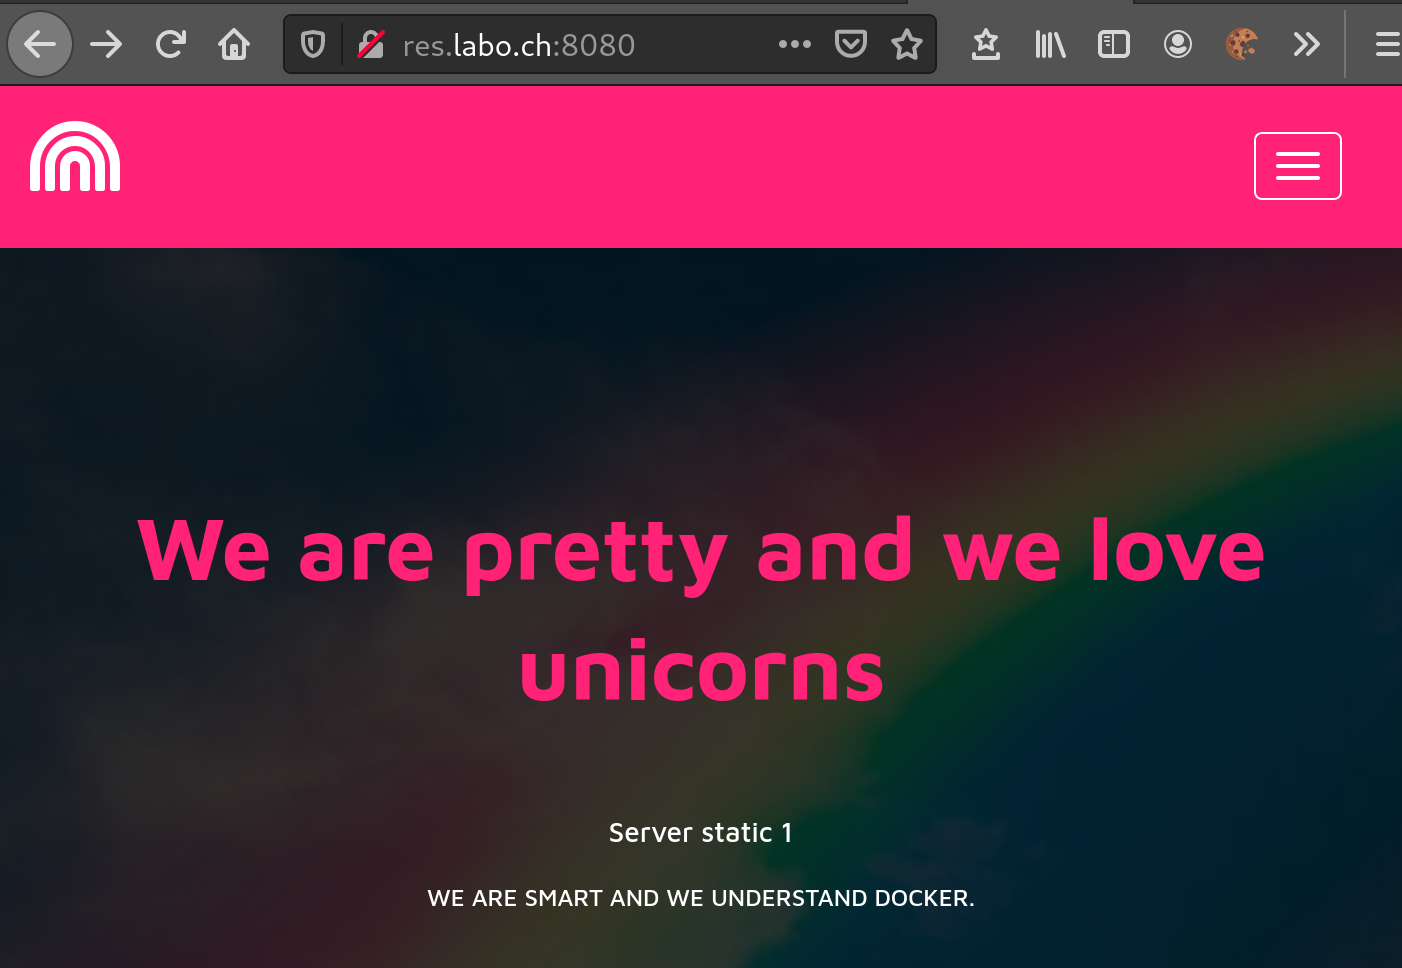 res.labo.ch:8080
We are pretty and we love
unicorns
Server static 1
WE ARE SMART AND WE UNDERSTAND DOCKER.